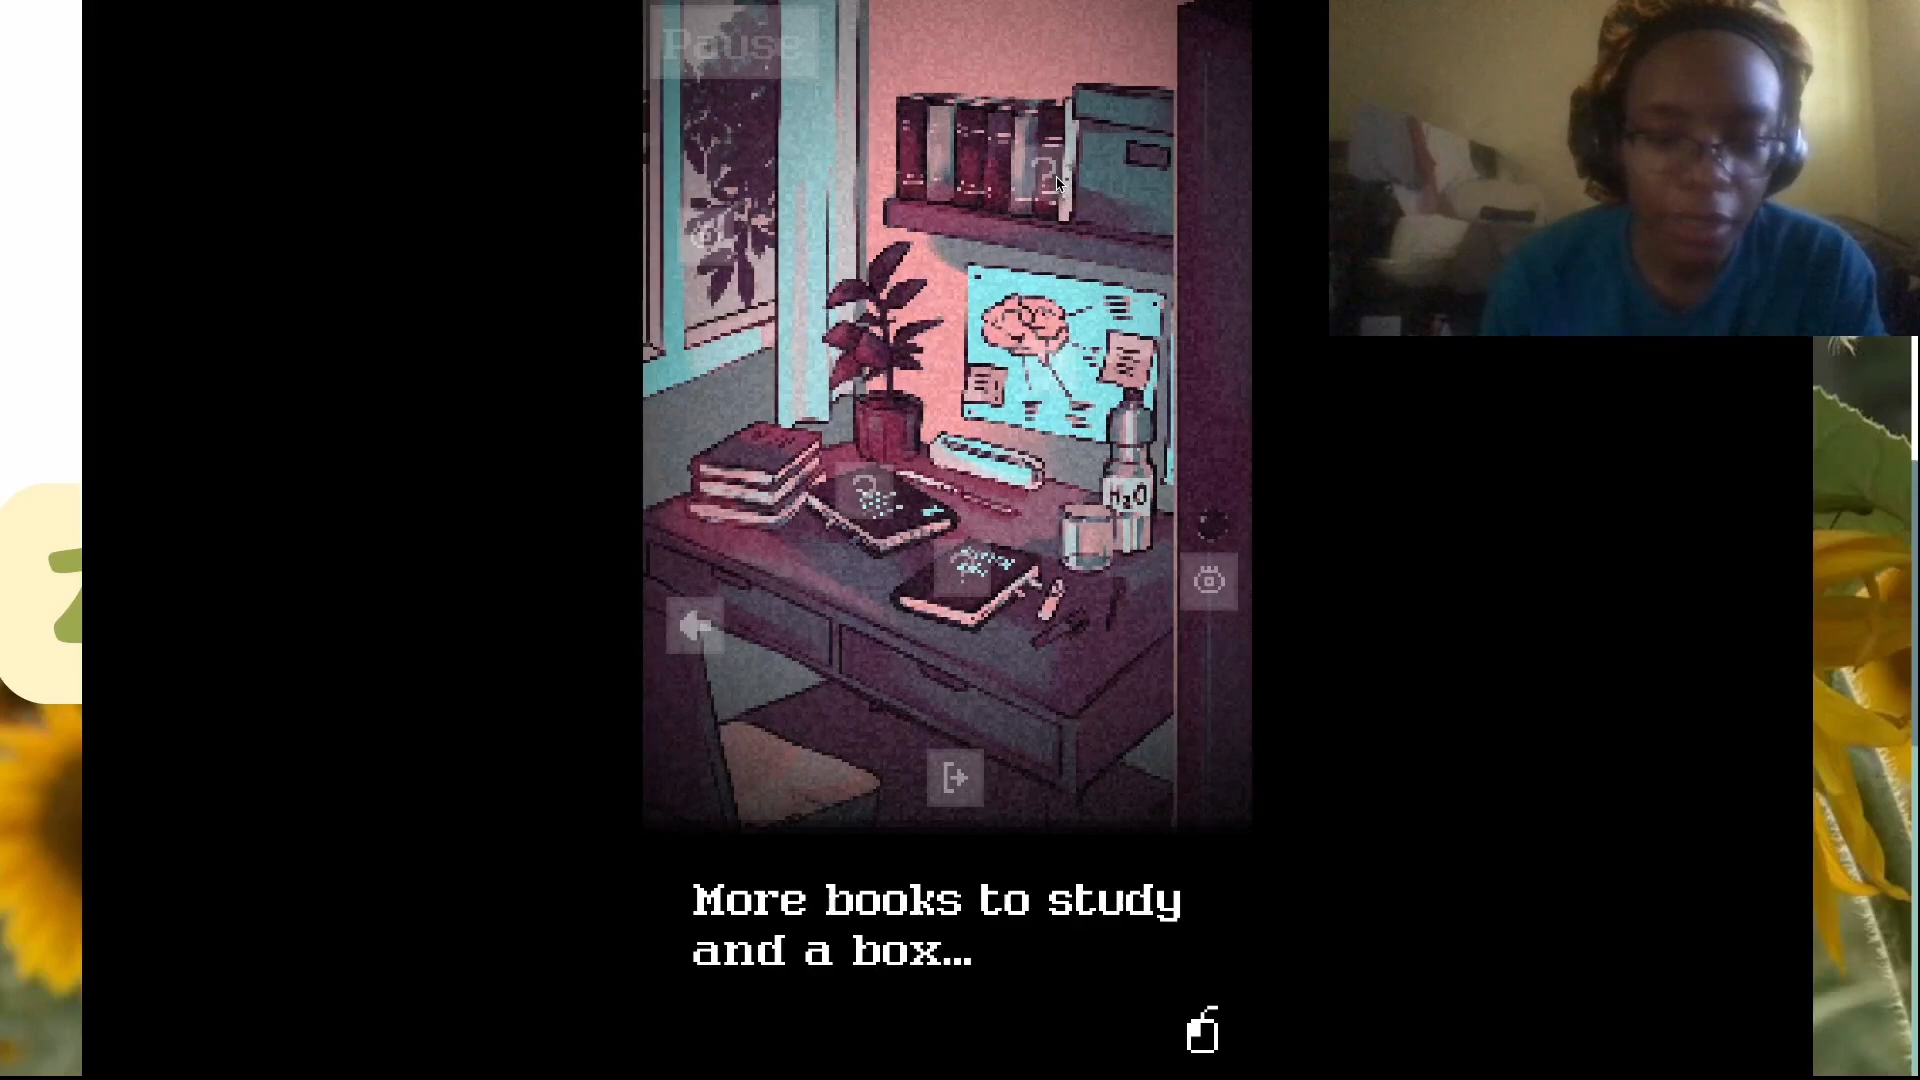 Pause
H₂O
More books to study
and a box...